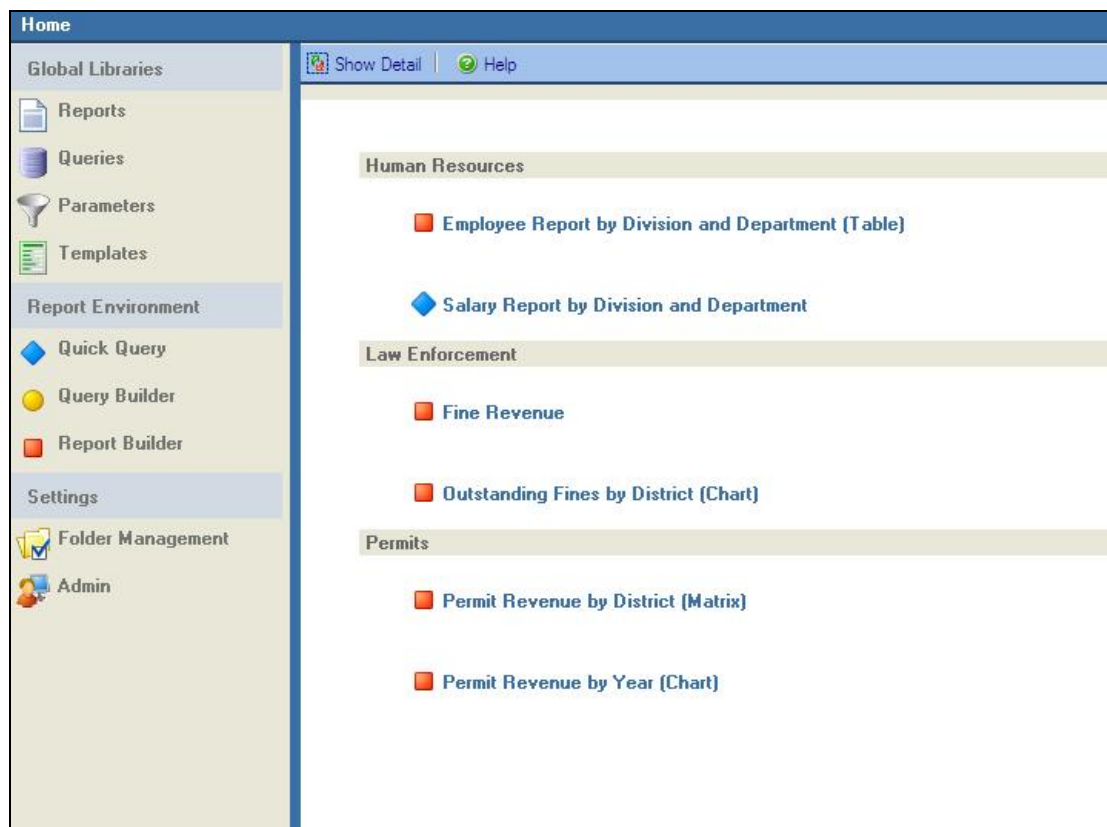 Home
Global Libraries
Reports
Queries
Parameters
Templates
Report Environment
Quick Query
Query Builder
Report Builder
Settings
Folder Management
Admin
Show Detail | Help
Human Resources
Employee Report by Division and Department (Table)
Salary Report by Division and Department
Law Enforcement
Fine Revenue
Outstanding Fines by District (Chart)
Permits
Permit Revenue by District (Matrix)
Permit Revenue by Year (Chart)